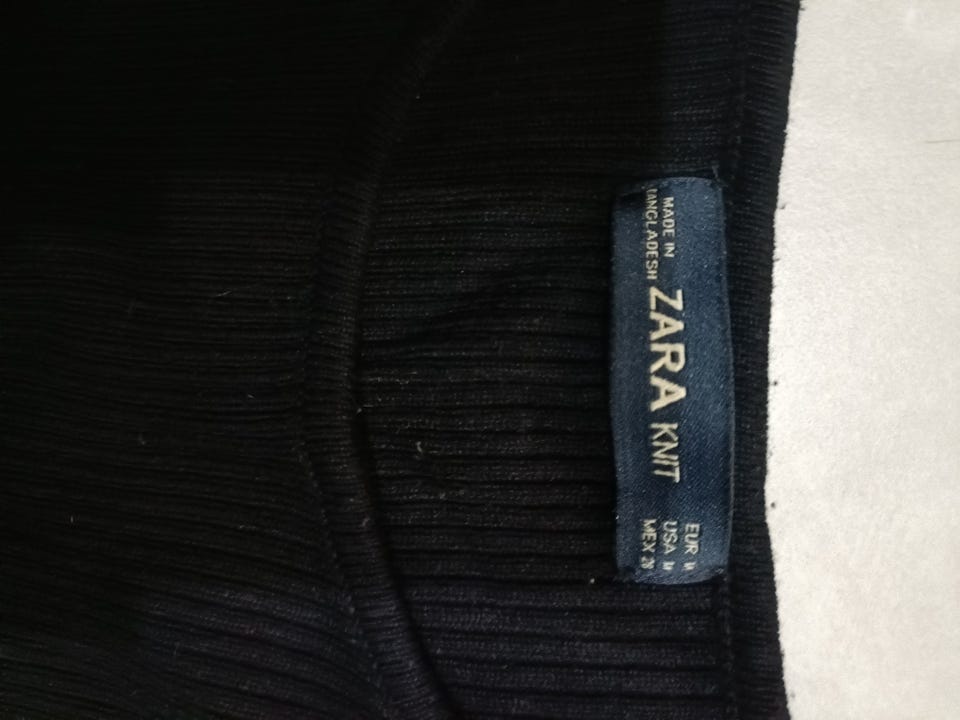 MADE IN
BANGLADESH
ZARA KNIT
EUR M
USA M
MEX 28